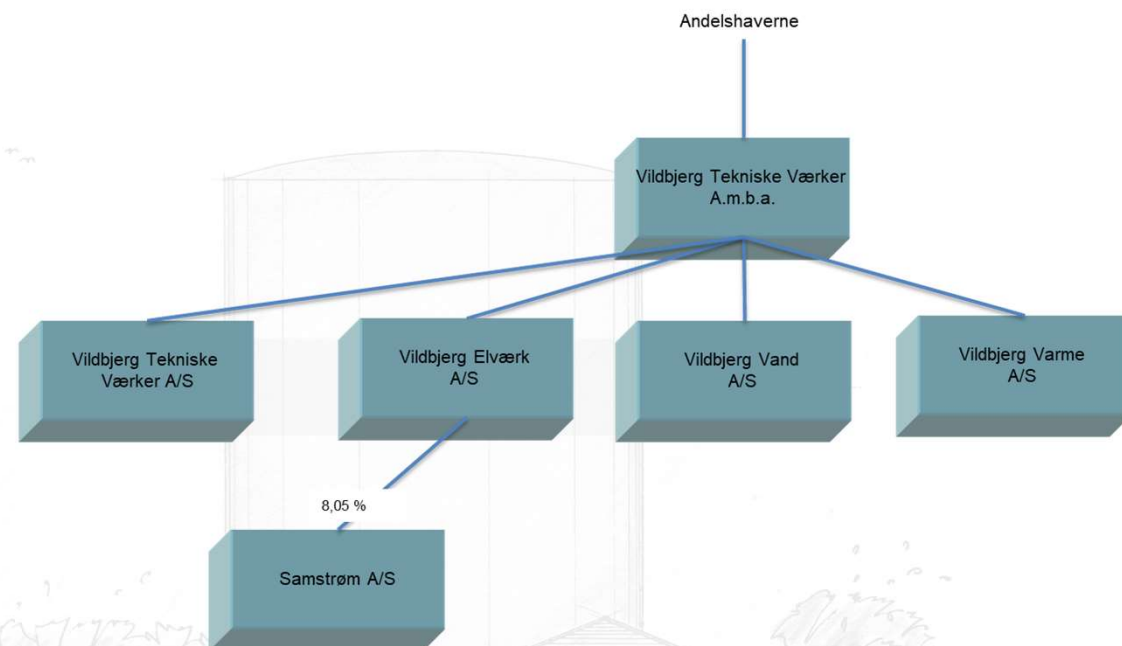 Andelshaverne
Vildbjerg Tekniske Værker
A.m.b.a.
Vildbjerg Tekniske
Værker A/S
Vildbjerg Elværk
A/S
Vildbjerg Vand
A/S
Vildbjerg Varme
A/S
8,05 %
Samstrøm A/S